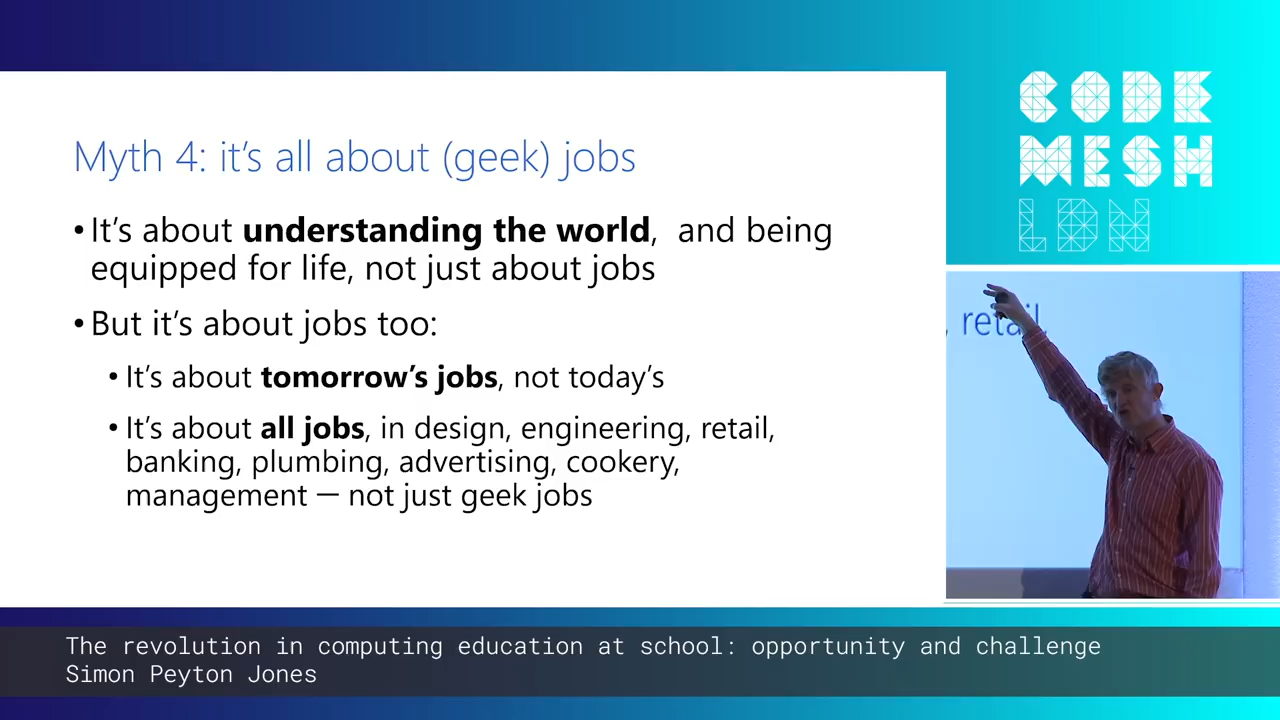 CODE
MESH
LDN
Myth 4: it's all about (geek) jobs
•It's about understanding the world,  and being
equipped for life, not just about jobs
•But it's about jobs too:
•It's about tomorrow's jobs, not today's
•It's about all jobs, in design, engineering, retail,
banking, plumbing, advertising, cookery,
management — not just geek jobs
, retail,
The revolution in computing education at school: opportunity and challenge
Simon Peyton Jones